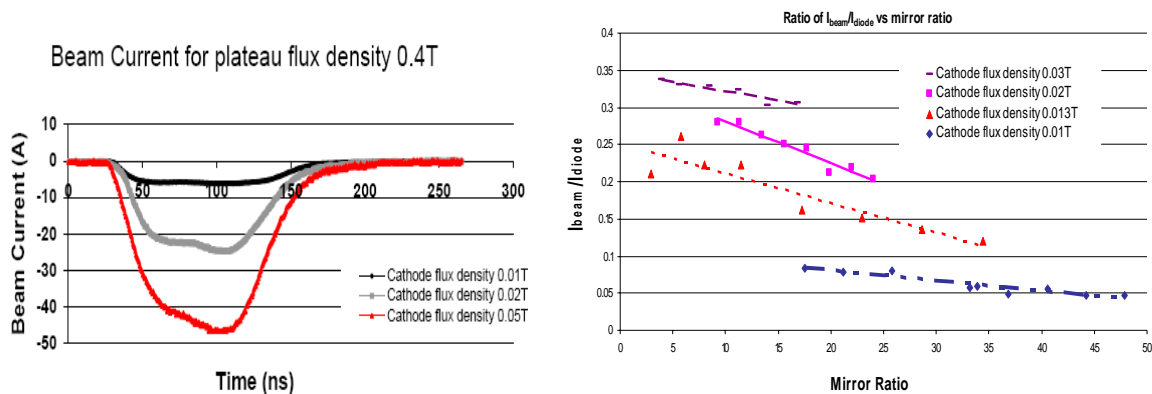 Beam Current for plateau flux density 0.4T
Beam Current (A)
10
0
-10
-20
-30
-40
-50
0 50 100 150 200 250 300
Cathode flux density 0.01T
Cathode flux density 0.02T
Cathode flux density 0.05T
Time (ns)
Ratio of Ibeam/Idiode vs mirror ratio
Ibeam/Idiode
0.4
0.35
0.3
0.25
0.2
0.15
0.1
0.05
0
0 5 10 15 20 25 30 35 40 45 50
Cathode flux density 0.03T
Cathode flux density 0.02T
Cathode flux density 0.013T
Cathode flux density 0.01T
Mirror Ratio